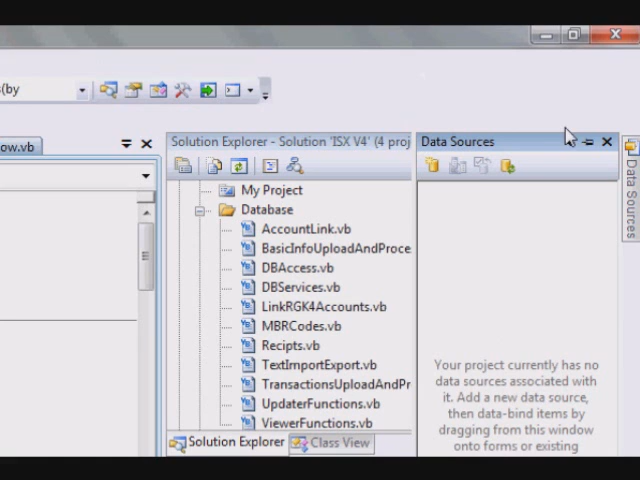 s(by
ow.vb
Solution Explorer - Solution 'ISX V4' (4 proj
My Project
Database
AccountLink.vb
BasicInfoUploadAndProce
DBAccess.vb
DBServices.vb
LinkRGK4Accounts.vb
MBRCodes.vb
Recipts.vb
TextImportExport.vb
TransactionsUploadAndPr
UpdaterFunctions.vb
ViewerFunctions.vb
Solution Explorer
Class View
Data Sources
Your project currently has no
data sources associated with
it. Add a new data source,
then data-bind items by
dragging from this window
onto forms or existing
Data Sources